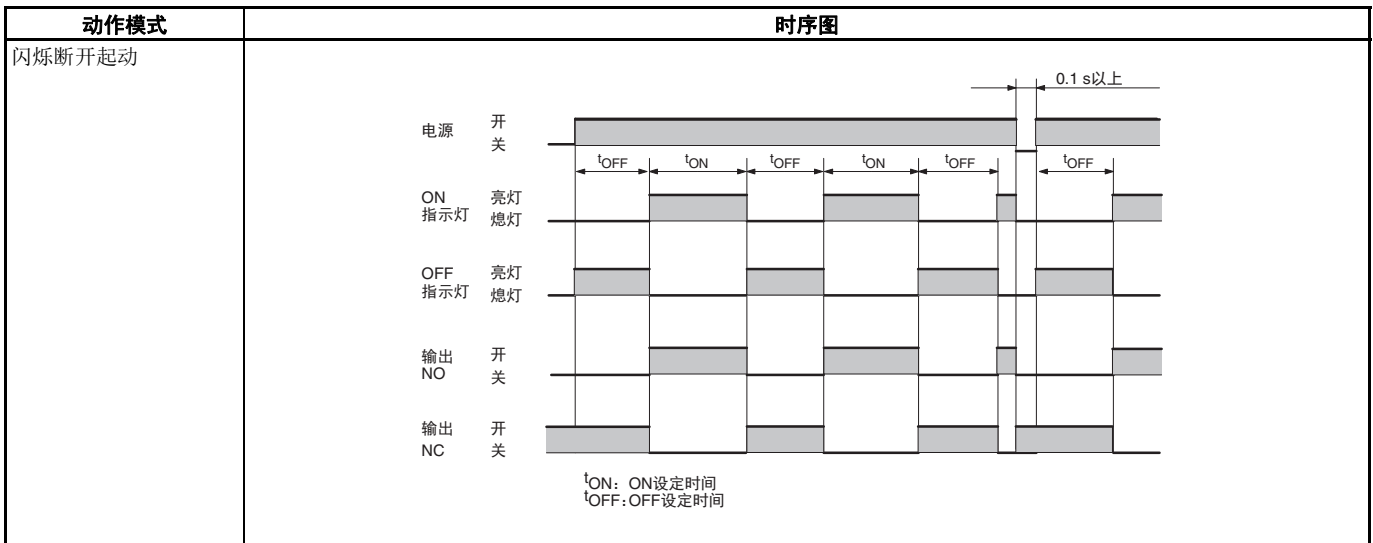 动作模式 时序图
闪烁断开起动
0.1 s以上
电源 开
关
tOFF tON tOFF tON tOFF tOFF
ON 亮灯
指示灯 熄灯
OFF 亮灯
指示灯 熄灯
输出 开
NO 关
输出 开
NC 关
tON：ON设定时间
tOFF：OFF设定时间